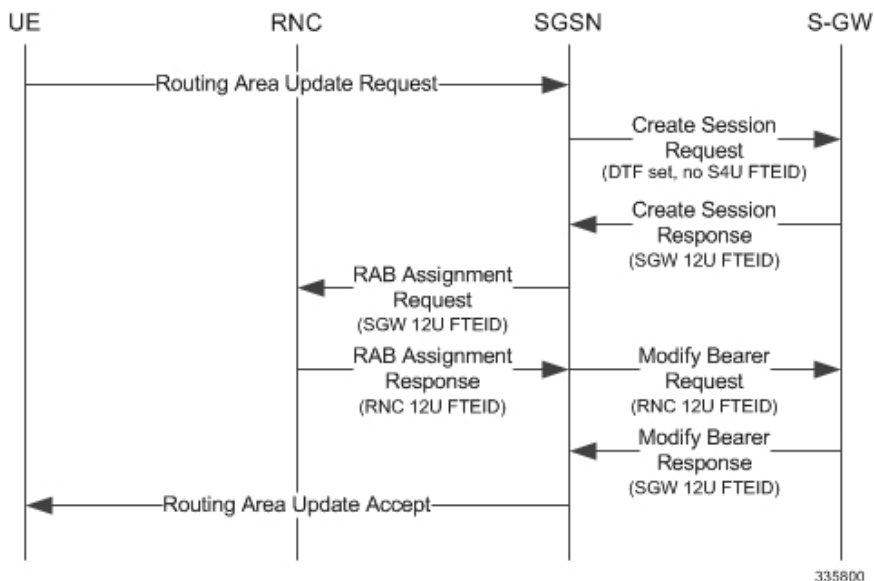 UE
RNC
SGSN
S-GW
Routing Area Update Request
Create Session
Request
(DTF set, no S4U FTEID)
Create Session
Response
(SGW 12U FTEID)
RAB Assignment
Request
(SGW 12U FTEID)
RAB Assignment
Response
(RNC 12U FTEID)
Modify Bearer
Request
(RNC 12U FTEID)
Modify Bearer
Response
(SGW 12U FTEID)
Routing Area Update Accept
335800